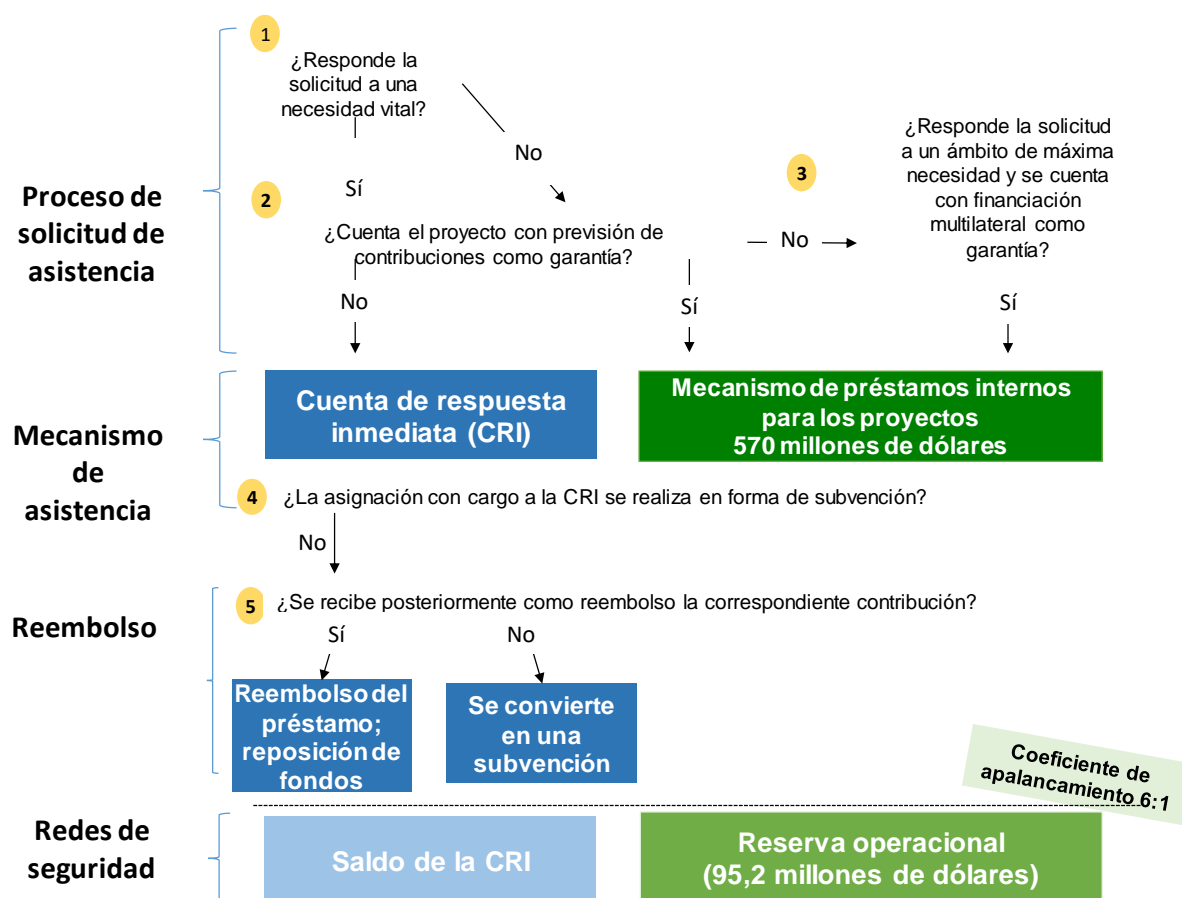 1
¿Responde la
solicitud a una
necesidad vital?
No
Sí
Proceso de
solicitud de
asistencia
2
¿Cuenta el proyecto con previsión de
contribuciones como garantía?
No
Sí
No
3
¿Responde la solicitud
a un ámbito de máxima
necesidad y se cuenta
con financiación
multilateral como
garantía?
Sí
Mecanismo
de
asistencia
Cuenta de respuesta
inmediata (CRI)
Mecanismo de préstamos internos
para los proyectos
570 millones de dólares
4
¿La asignación con cargo a la CRI se realiza en forma de subvención?
No
Reembolso
5
¿Se recibe posteriormente como reembolso la correspondiente contribución?
Sí
No
Reembolso del
préstamo;
reposición de
fondos
Se convierte
en una
subvención
Coeficiente de
apalancamiento 6:1
Redes de
seguridad
Saldo de la CRI
Reserva operacional
(95,2 millones de dólares)